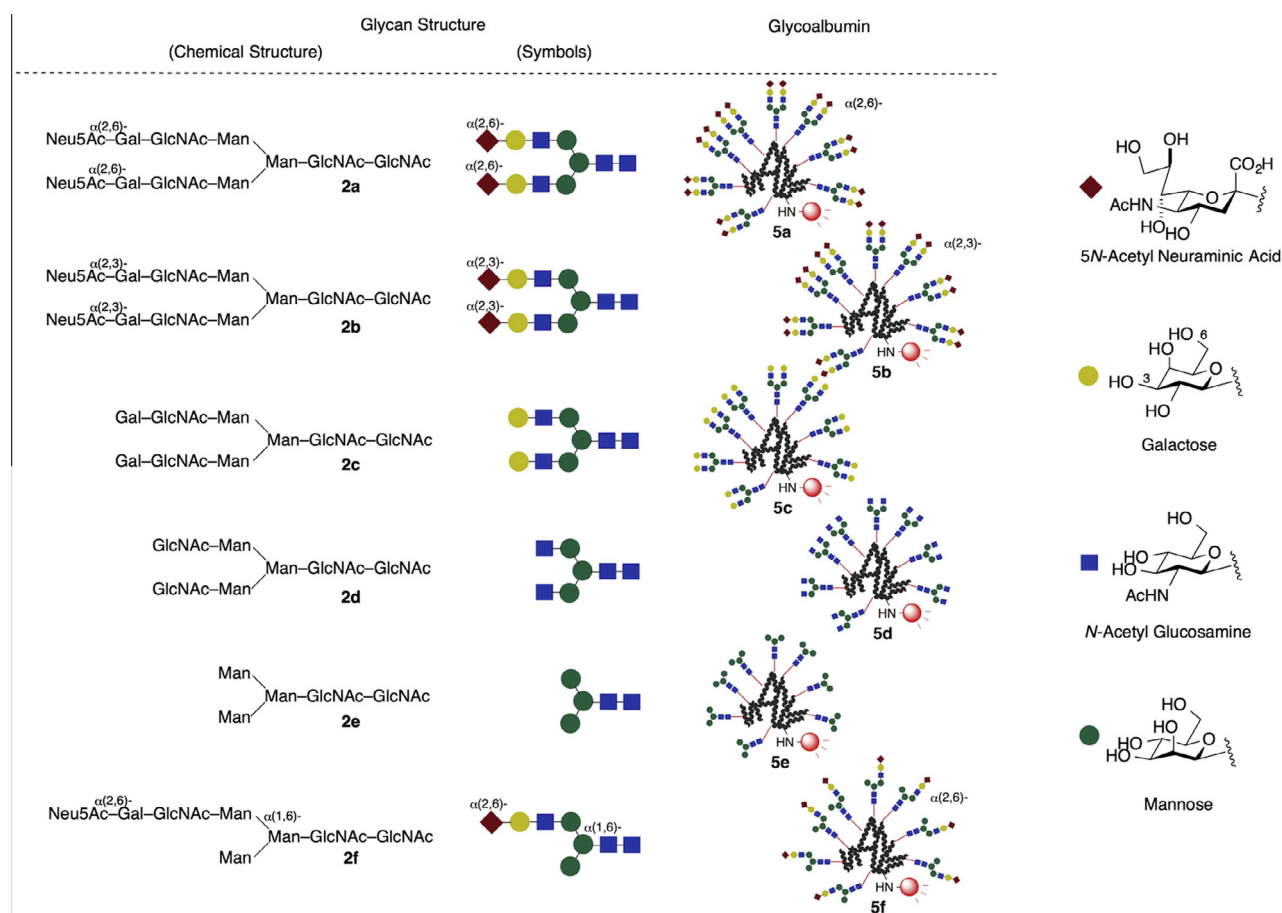 Glycan Structure
Glycoalbumin
(Chemical Structure)
(Symbols)
α(2,6)-
Neu5Ac–Gal–GlcNAc–Man
α(2,6)-
Neu5Ac–Gal–GlcNAc–Man
Man–GlcNAc–GlcNAc
2a
α(2,6)-
α(2,6)-
α(2,6)-
HN
5a
α(2,3)-
Neu5Ac–Gal–GlcNAc–Man
α(2,3)-
Neu5Ac–Gal–GlcNAc–Man
Man–GlcNAc–GlcNAc
2b
α(2,3)-
α(2,3)-
α(2,3)-
HN
5b
Gal–GlcNAc–Man
Gal–GlcNAc–Man
Man–GlcNAc–GlcNAc
2c
HN
5c
GlcNAc–Man
GlcNAc–Man
Man–GlcNAc–GlcNAc
2d
HN
5d
Man
Man
Man–GlcNAc–GlcNAc
2e
HN
5e
α(2,6)-
Neu5Ac–Gal–GlcNAc–Man
α(1,6)-
Man–GlcNAc–GlcNAc
Man
2f
α(2,6)-
α(1,6)-
α(2,6)-
HN
5f
OH
HO
CO2H
AcHN
O
HO
HO
5N-Acetyl Neuraminic Acid
HO
6
HO
O
HO
3
HO
Galactose
HO
HO
O
HO
AcHN
N-Acetyl Glucosamine
HO
HO
O
HO
HO
Mannose